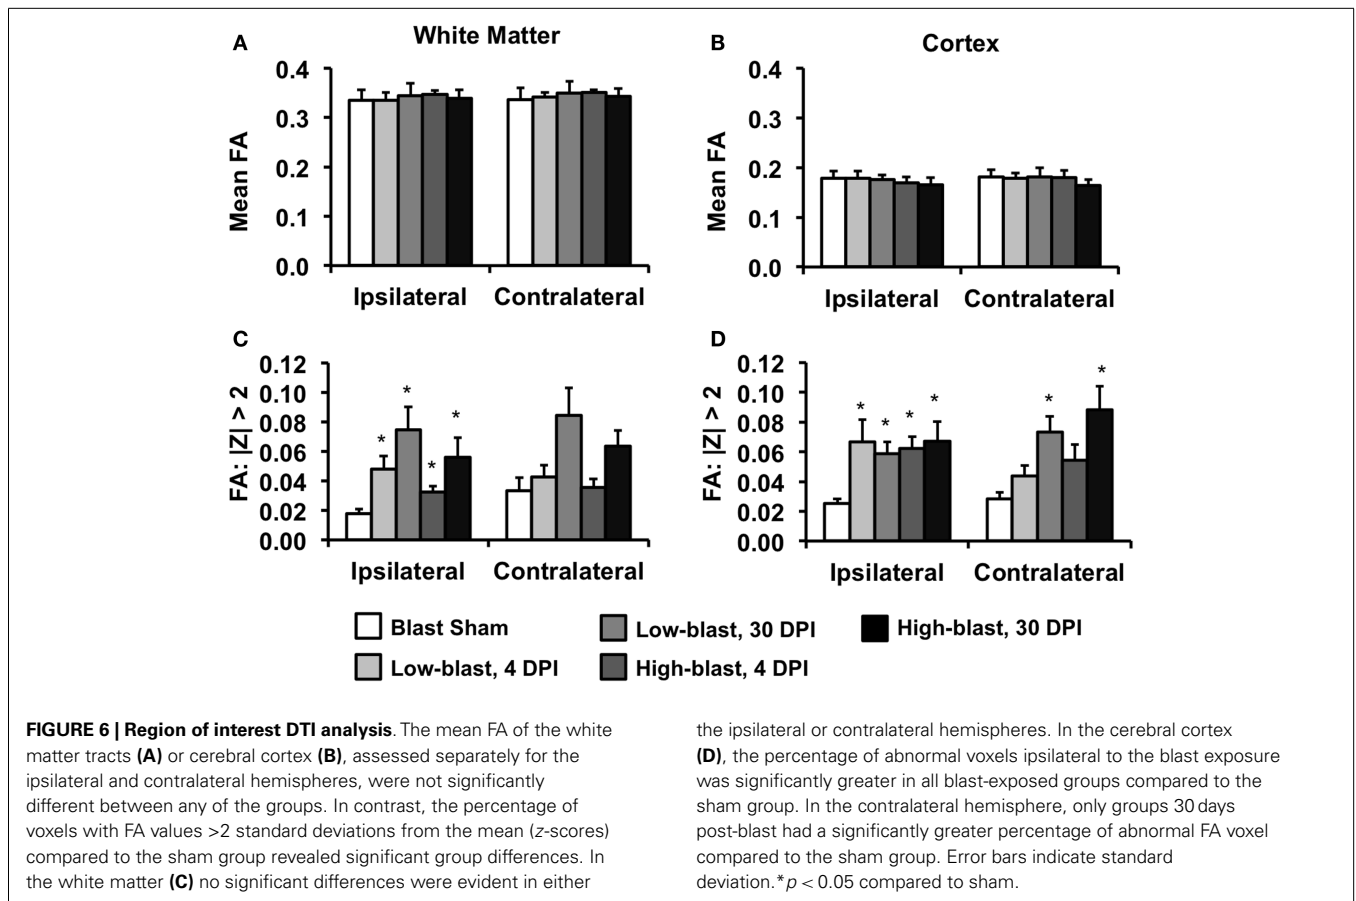 A
White Matter
Mean FA
0.4
0.3
0.2
0.1
0.0
Ipsilateral
Contralateral
B
Cortex
Mean FA
0.4
0.3
0.2
0.1
0.0
Ipsilateral
Contralateral
C
FA: |Z| > 2
0.12
0.10
0.08
0.06
0.04
0.02
0.00
*
*
*
*
Ipsilateral
Contralateral
D
FA: |Z| > 2
0.12
0.10
0.08
0.06
0.04
0.02
0.00
*
*
*
*
*
*
Ipsilateral
Contralateral
Blast Sham
Low-blast, 30 DPI
High-blast, 30 DPI
Low-blast, 4 DPI
High-blast, 4 DPI
FIGURE 6 | Region of interest DTI analysis. The mean FA of the white
matter tracts (A) or cerebral cortex (B), assessed separately for the
ipsilateral and contralateral hemispheres, were not significantly
different between any of the groups. In contrast, the percentage of
voxels with FA values >2 standard deviations from the mean (z-scores)
compared to the sham group revealed significant group differences. In
the white matter (C) no significant differences were evident in either
the ipsilateral or contralateral hemispheres. In the cerebral cortex
(D), the percentage of abnormal voxels ipsilateral to the blast exposure
was significantly greater in all blast-exposed groups compared to the
sham group. In the contralateral hemisphere, only groups 30 days
post-blast had a significantly greater percentage of abnormal FA voxel
compared to the sham group. Error bars indicate standard
deviation. *p < 0.05 compared to sham.